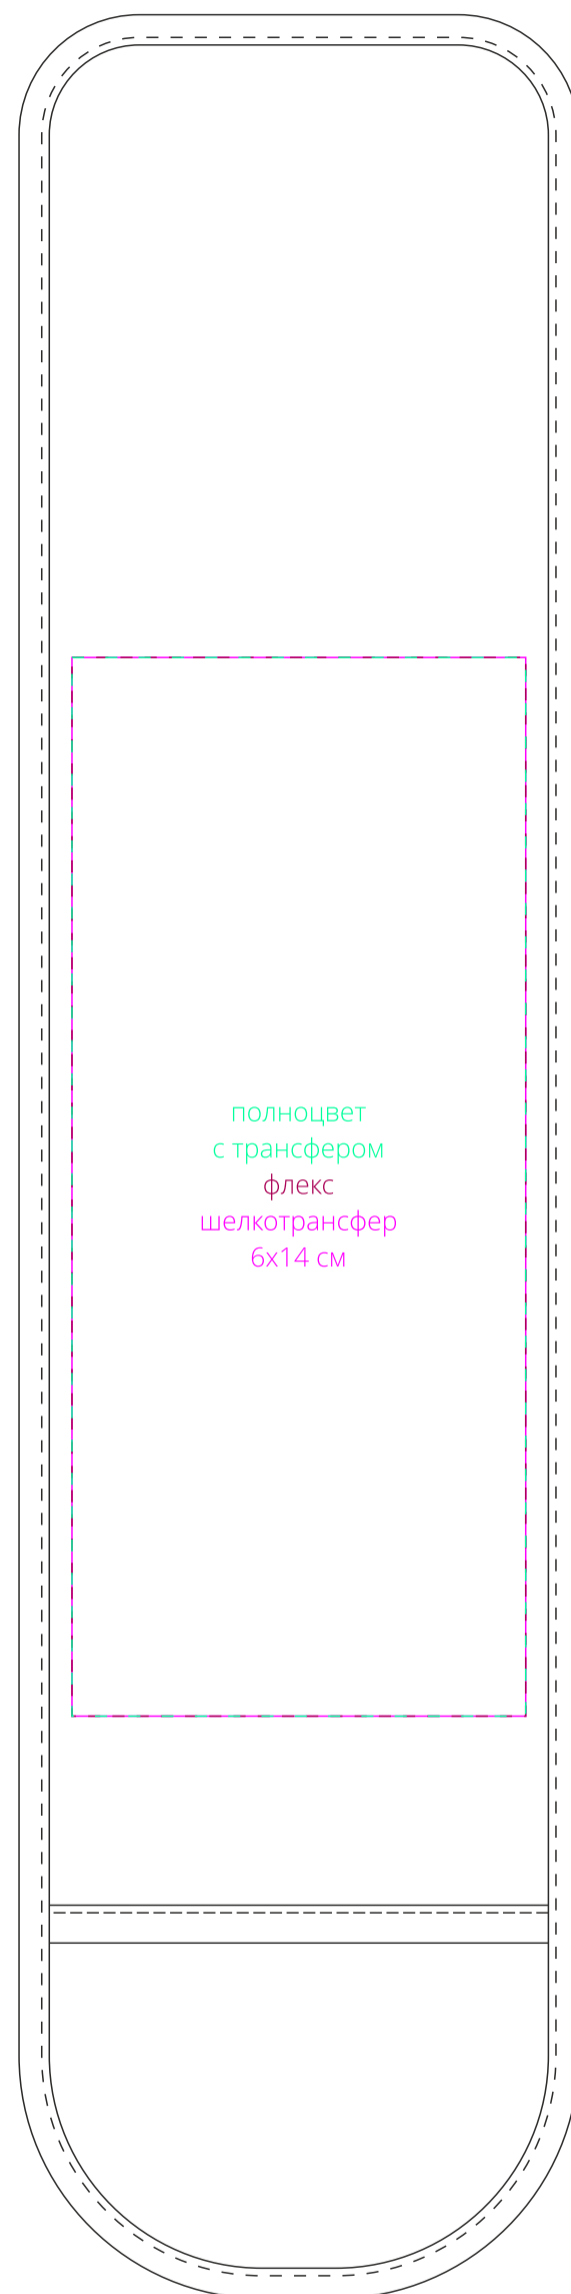 полноцвет
с трансфером
флекс
шелкотрансфер
6х14 см